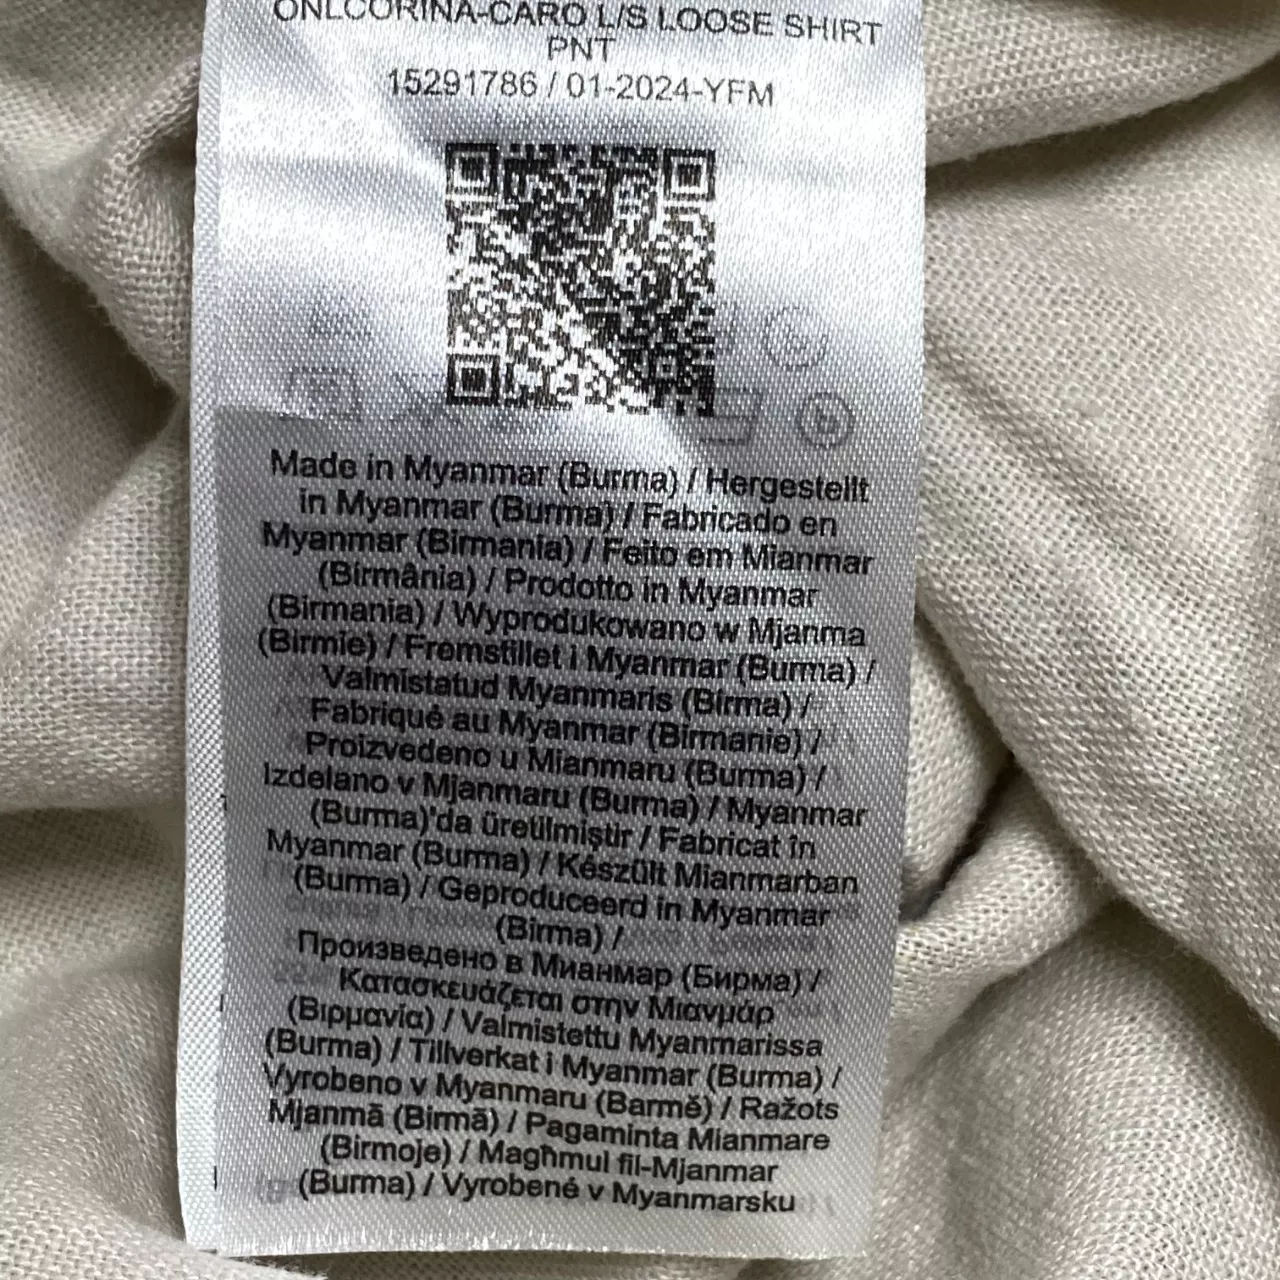 ONLCORINA-CARO L/S LOOSE SHIRT
PNT
15291786 / 01-2024-YFM
Made in Myanmar (Burma) / Hergestellt
in Myanmar (Burma) / Fabricado en
Myanmar (Birmania) / Feito em Mianmar
(Birmânia) / Prodotto in Myanmar
(Birmania) / Wyprodukowano w Mjanma
(Birmie) / Fremstillet i Myanmar (Burma) /
Valmistatud Myanmaris (Birma) /
Fabriqué au Myanmar (Birmanie) /
Proizvedeno u Mianmaru (Burma) /
Izdelano v Mjanmaru (Burma) / Myanmar
(Burma)'da üretilmiştir / Fabricat în
Myanmar (Burma) / Készült Mianmarban
(Burma) / Geproduceerd in Myanmar
(Birma) /
Произведено в Мианмар (Бирма) /
Κατασκευάζεται στην Μιανμάρ
(Βιρμανία) / Valmistettu Myanmarissa
(Burma) / Tillverkat i Myanmar (Burma) /
Vyrobeno v Myanmaru (Barmě) / Ražots
Mjanmā (Birmā) / Pagaminta Mianmare
(Birmoje) / Magħmul fil-Mjanmar
(Burma) / Vyrobené v Myanmarsku